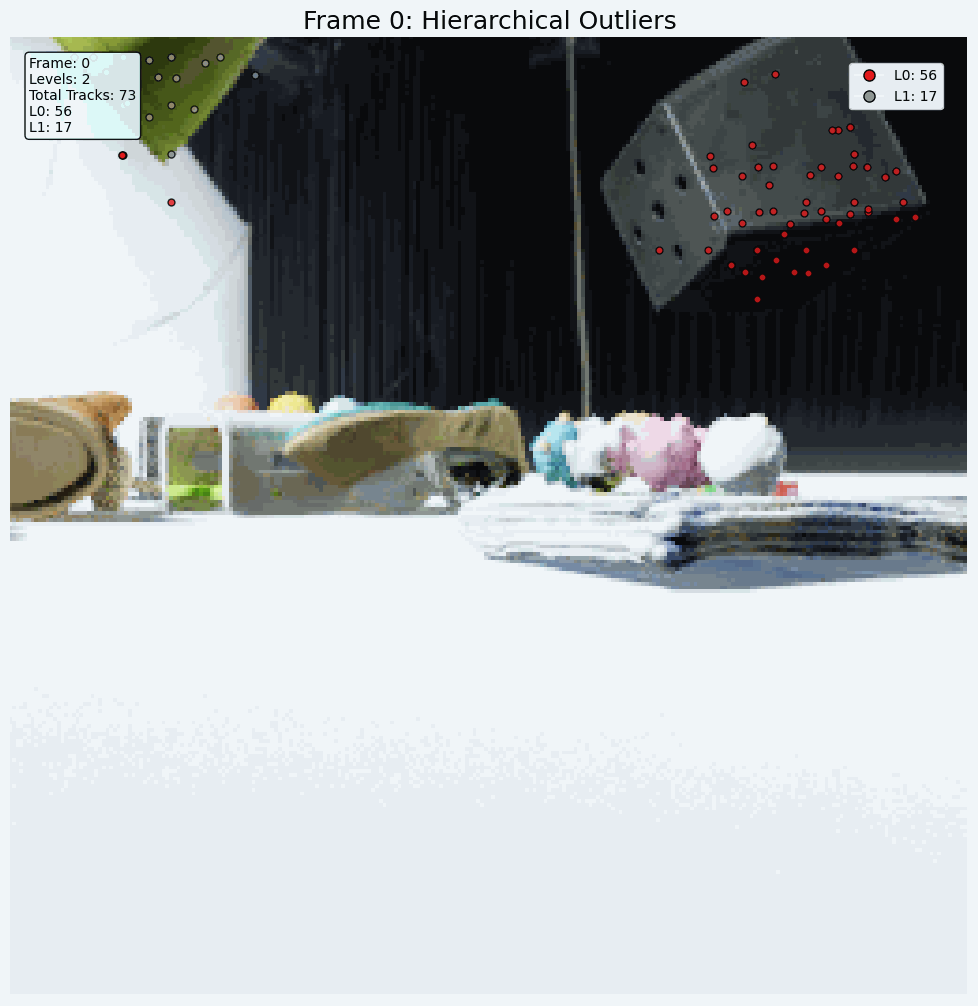 Frame 0: Hierarchical Outliers
Frame: 0
Levels: 2
Total Tracks: 73
L0: 56
L1: 17
L0: 56
L1: 17